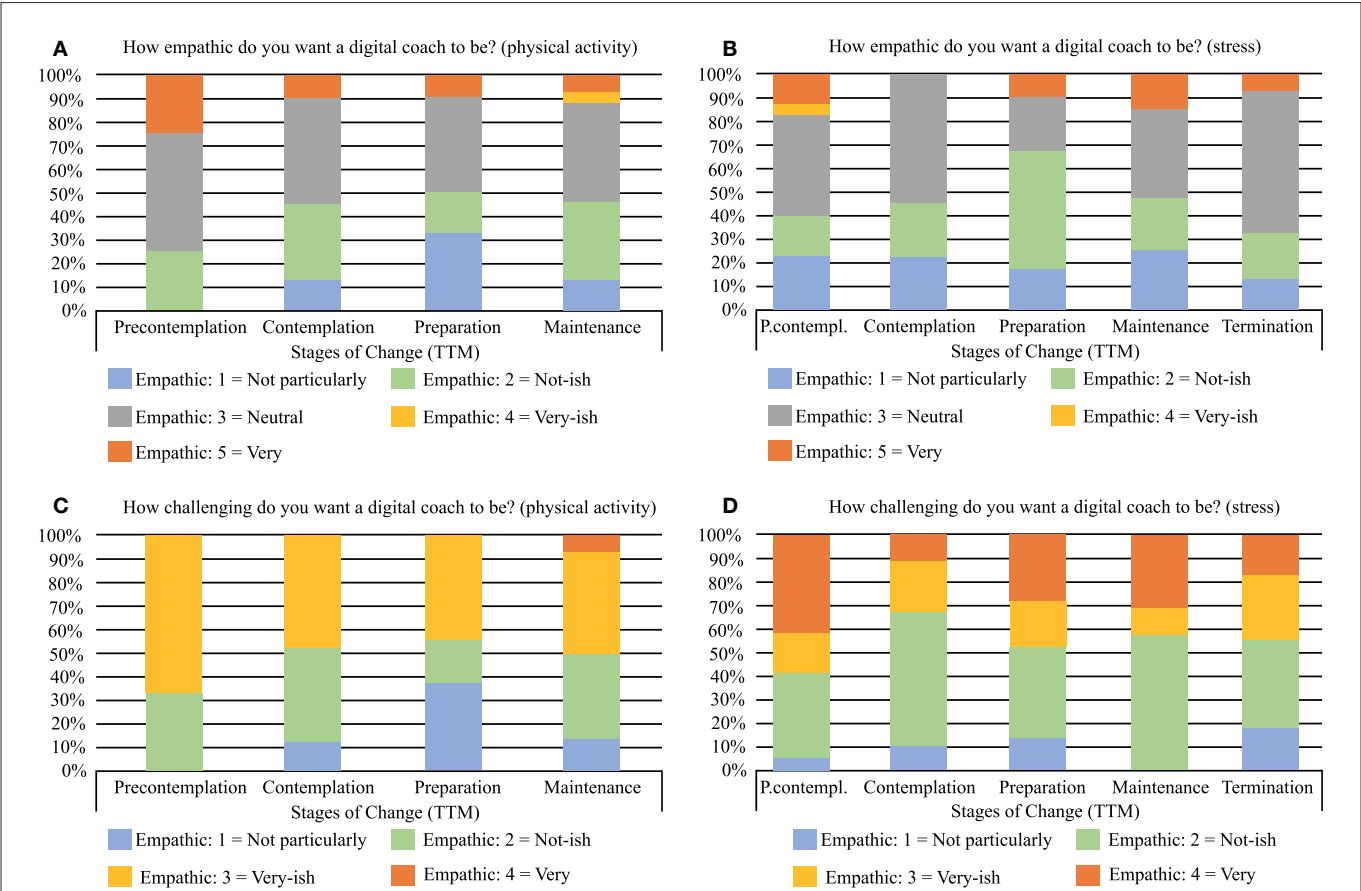 A How empathic do you want a digital coach to be? (physical activity)
100%
90%
80%
70%
60%
50%
40%
30%
20%
10%
0%
Precontemplation Contemplation Preparation Maintenance
Stages of Change (TTM)
Empathic: 1 = Not particularly Empathic: 2 = Not-ish
Empathic: 3 = Neutral Empathic: 4 = Very-ish
Empathic: 5 = Very
B How empathic do you want a digital coach to be? (stress)
100%
90%
80%
70%
60%
50%
40%
30%
20%
10%
0%
P.contempl. Contemplation Preparation Maintenance Termination
Stages of Change (TTM)
Empathic: 1 = Not particularly Empathic: 2 = Not-ish
Empathic: 3 = Neutral Empathic: 4 = Very-ish
Empathic: 5 = Very
C How challenging do you want a digital coach to be? (physical activity)
100%
90%
80%
70%
60%
50%
40%
30%
20%
10%
0%
Precontemplation Contemplation Preparation Maintenance
Stages of Change (TTM)
Empathic: 1 = Not particularly Empathic: 2 = Not-ish
Empathic: 3 = Very-ish Empathic: 4 = Very
D How challenging do you want a digital coach to be? (stress)
100%
90%
80%
70%
60%
50%
40%
30%
20%
10%
0%
P.contempl. Contemplation Preparation Maintenance Termination
Stages of Change (TTM)
Empathic: 1 = Not particularly Empathic: 2 = Not-ish
Empathic: 3 = Very-ish Empathic: 4 = Very